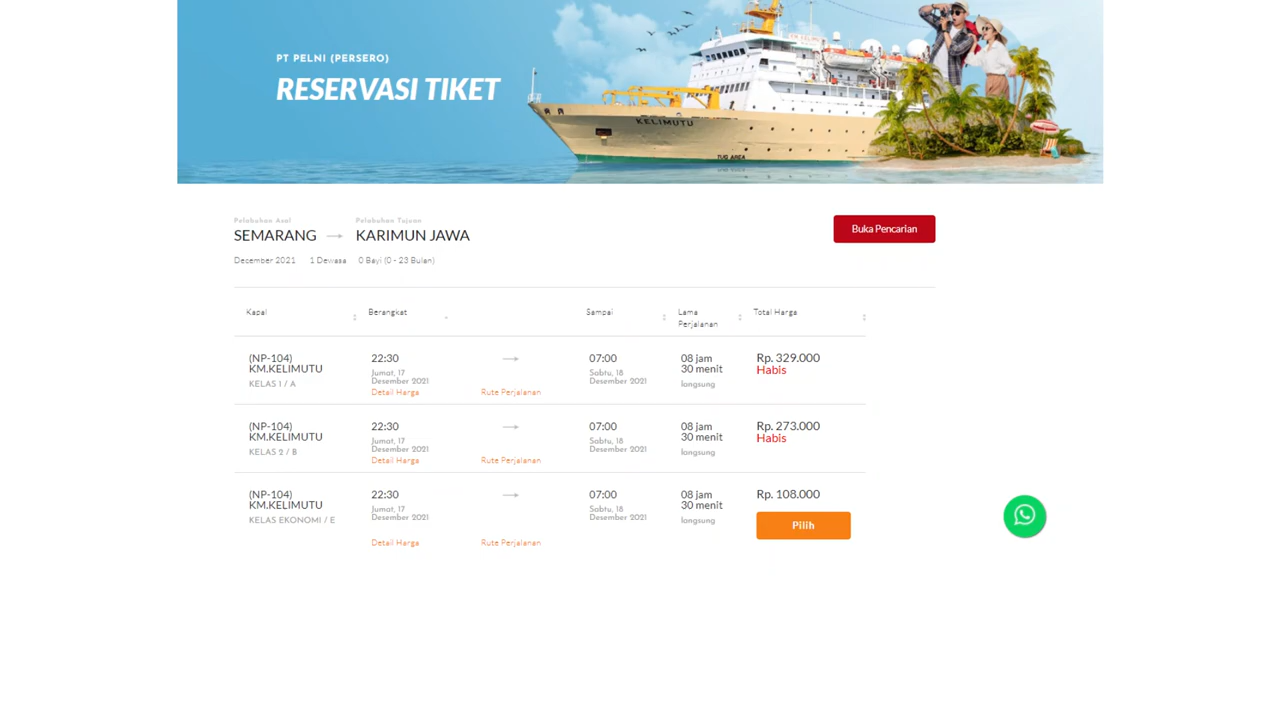 PT PELNI (PERSERO)
RESERVASI TIKET
KELIMUTU
TUG AREA
Pelabuhan Asal Pelabuhan Tujuan
SEMARANG → KARIMUN JAWA
December 2021 1 Dewasa 0 Bayi (0 - 23 Bulan)
Buka Pencarian
Kapal Berangkat Sampai Lama Perjalanan Total Harga
(NP-104) 22:30 → 07:00 08 jam Rp. 329.000
KM.KELIMUTU Jumat, 17 Sabtu, 18 30 menit Habis
KELAS 1 / A Desember 2021 Desember 2021 langsung
Detail Harga Rute Perjalanan
(NP-104) 22:30 → 07:00 08 jam Rp. 273.000
KM.KELIMUTU Jumat, 17 Sabtu, 18 30 menit Habis
KELAS 2 / B Desember 2021 Desember 2021 langsung
Detail Harga Rute Perjalanan
(NP-104) 22:30 → 07:00 08 jam Rp. 108.000
KM.KELIMUTU Jumat, 17 Sabtu, 18 30 menit
KELAS EKONOMI / E Desember 2021 Desember 2021 langsung Pilih
Detail Harga Rute Perjalanan